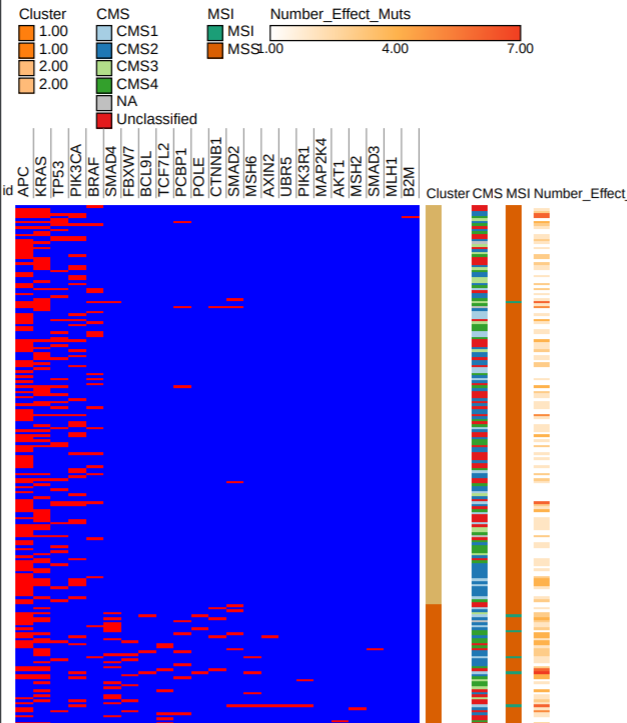 Cluster
1.00
1.00
2.00
2.00
CMS
CMS1
CMS2
CMS3
CMS4
NA
Unclassified
MSI
MSI
MSS
Number_Effect_Muts
1.00 4.00 7.00
id APC KRAS TP53 PIK3CA BRAF SMAD4 FBXW7 BCL9L TCF7L2 PCBP1 POLE CTNNB1 SMAD2 MSH6 AXIN2 UBR5 PIK3R1 MAP2K4 AKT1 MSH2 SMAD3 MLH1 B2M Cluster CMS MSI Number_Effect_